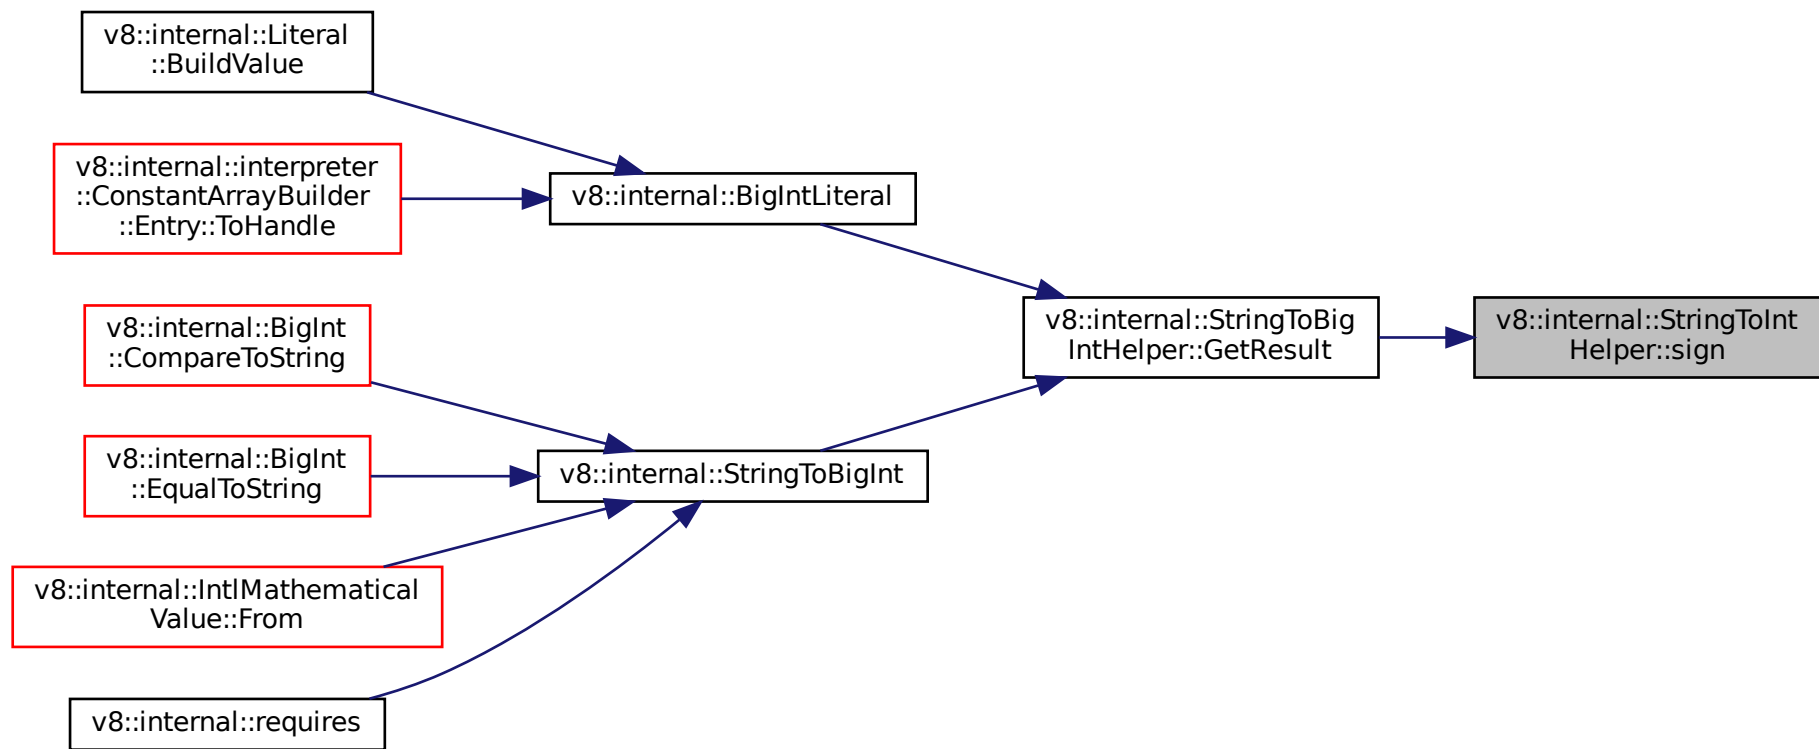 v8::internal::Literal
::BuildValue
v8::internal::interpreter
::ConstantArrayBuilder
::Entry::ToHandle
v8::internal::BigIntLiteral
v8::internal::BigInt
::CompareToString
v8::internal::StringToBig
IntHelper::GetResult
v8::internal::StringToInt
Helper::sign
v8::internal::BigInt
::EqualToString
v8::internal::StringToBigInt
v8::internal::IntlMathematical
Value::From
v8::internal::requires